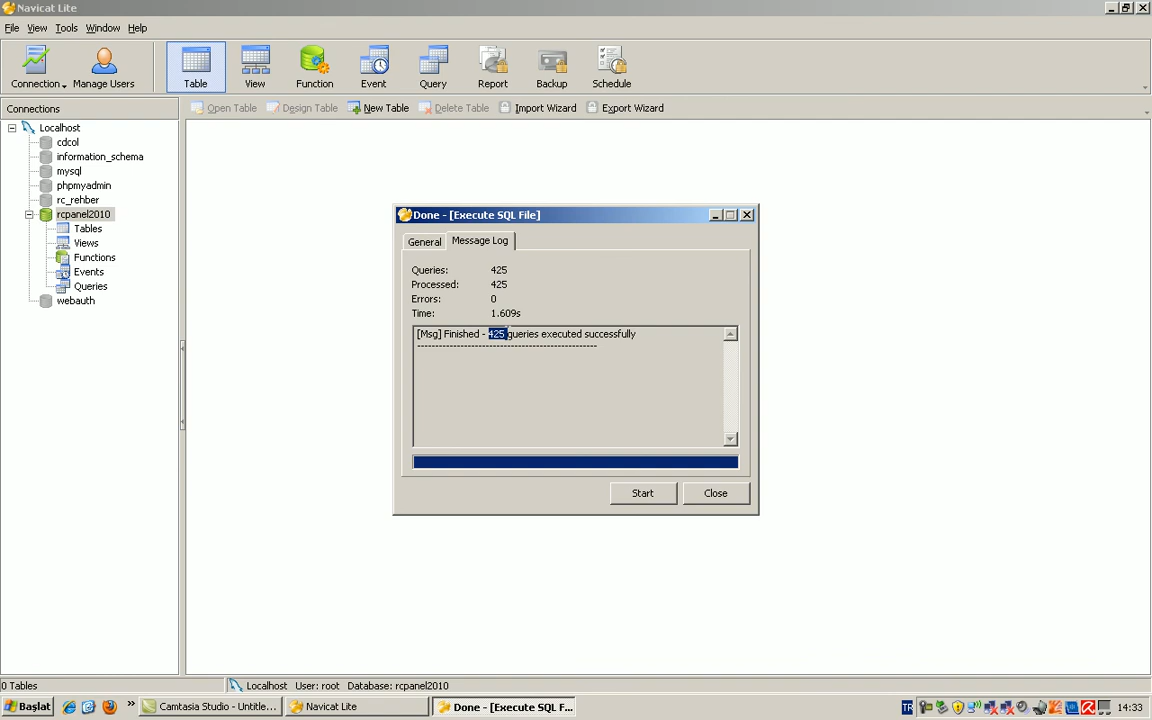 Navicat Lite
File View Tools Window Help
Connection Manage Users Table View Function Event Query Report Backup Schedule
Connections
Open Table Design Table New Table Delete Table Import Wizard Export Wizard
Localhost
cdcol
information_schema
mysql
phpmyadmin
rc_rehber
rcpanel2010
Tables
Views
Functions
Events
Queries
webauth
Done - [Execute SQL File]
General Message Log
Queries: 425
Processed: 425
Errors: 0
Time: 1.609s
[Msg] Finished - 425 queries executed successfully
--------------------------------------------------
Start Close
0 Tables Localhost User: root Database: rcpanel2010
Başlat » Camtasia Studio - Untitle... Navicat Lite Done - [Execute SQL F... TR 14:33